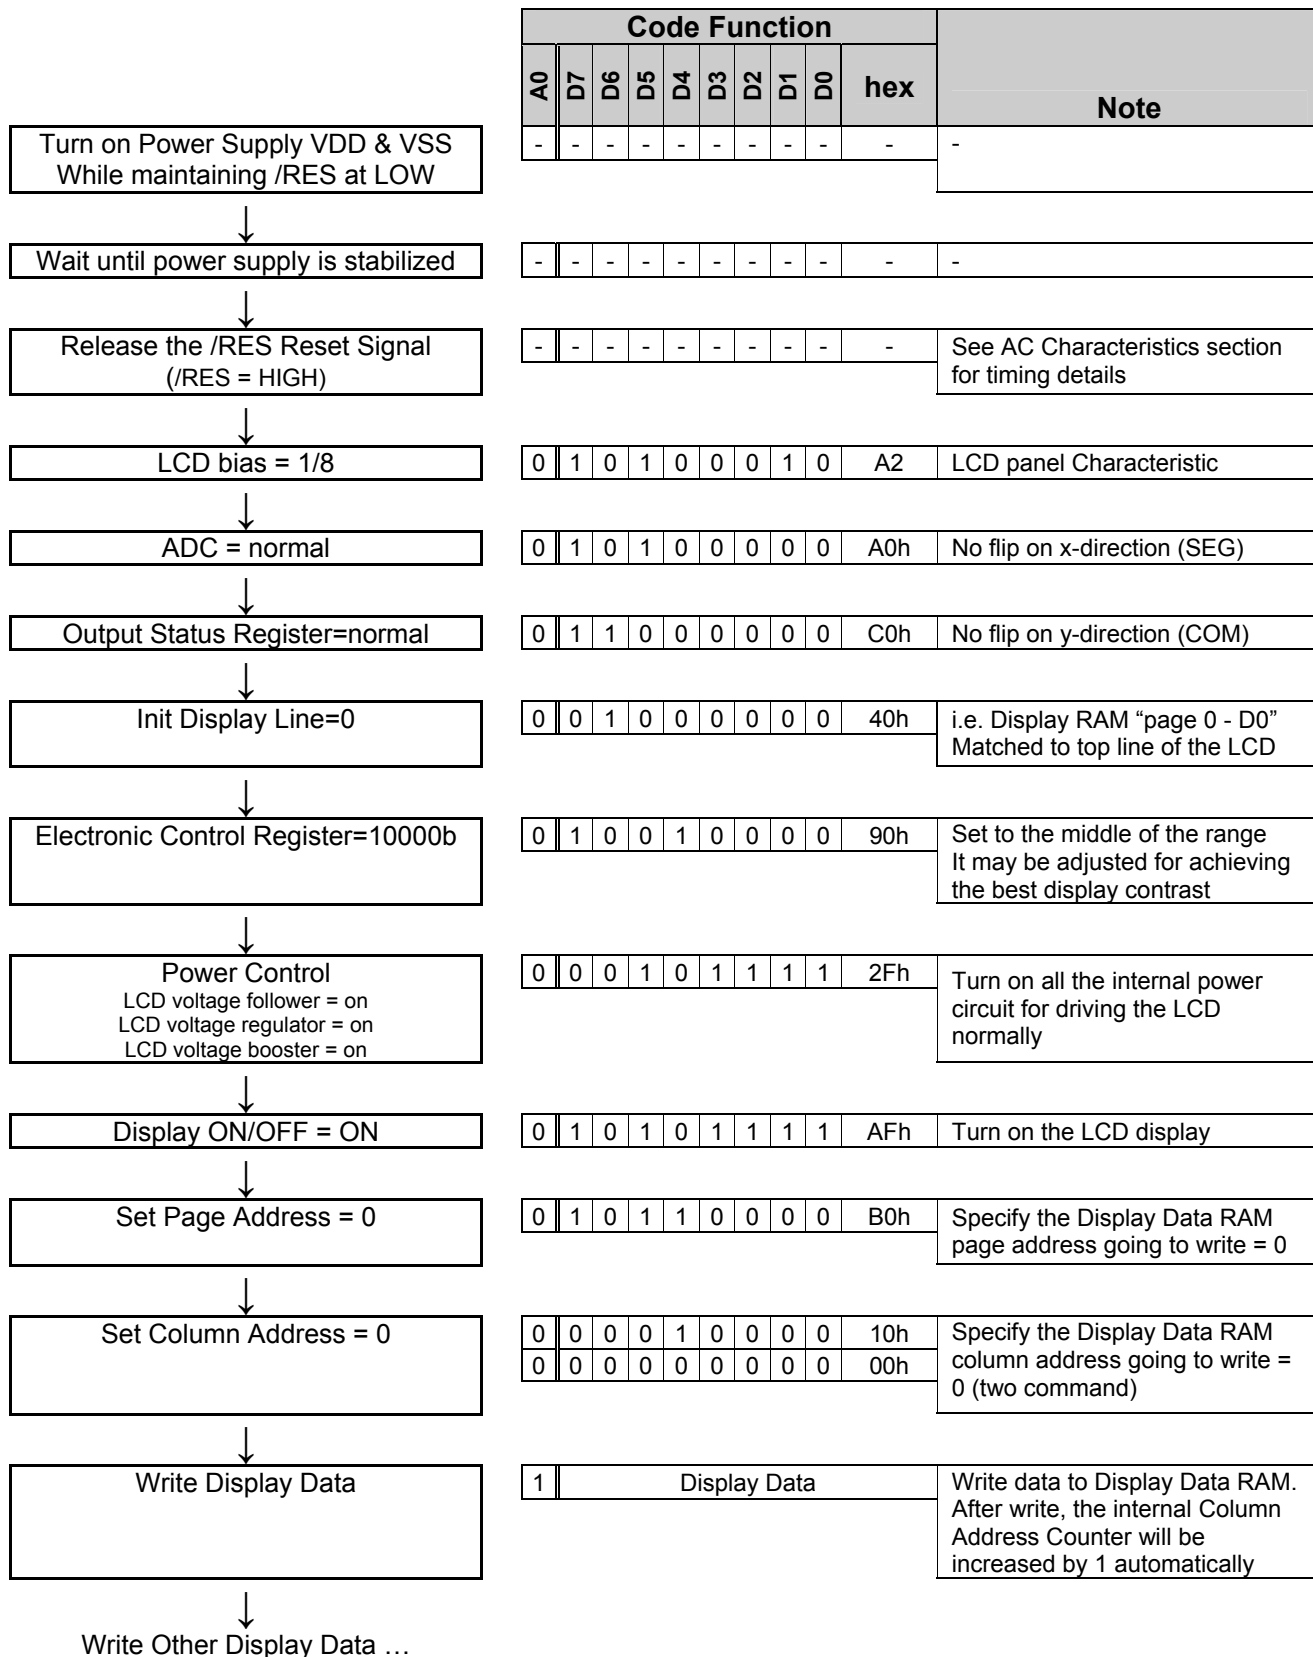 Code Function
A0 D7 D6 D5 D4 D3 D2 D1 D0 hex Note
Turn on Power Supply VDD & VSS
While maintaining /RES at LOW
- - - - - - - - - - -
↓
Wait until power supply is stabilized
- - - - - - - - - - -
↓
Release the /RES Reset Signal
(/RES = HIGH)
- - - - - - - - - -
See AC Characteristics section
for timing details
↓
LCD bias = 1/8
0 1 0 1 0 0 0 1 0 A2 LCD panel Characteristic
↓
ADC = normal
0 1 0 1 0 0 0 0 0 A0h No flip on x-direction (SEG)
↓
Output Status Register=normal
0 1 1 0 0 0 0 0 0 C0h No flip on y-direction (COM)
↓
Init Display Line=0
0 0 1 0 0 0 0 0 0 40h
i.e. Display RAM “page 0 - D0”
Matched to top line of the LCD
↓
Electronic Control Register=10000b
0 1 0 0 1 0 0 0 0 90h
Set to the middle of the range
It may be adjusted for achieving
the best display contrast
↓
Power Control
LCD voltage follower = on
LCD voltage regulator = on
LCD voltage booster = on
0 0 0 1 0 1 1 1 1 2Fh
Turn on all the internal power
circuit for driving the LCD
normally
↓
Display ON/OFF = ON
0 1 0 1 0 1 1 1 1 AFh Turn on the LCD display
↓
Set Page Address = 0
0 1 0 1 1 0 0 0 0 B0h
Specify the Display Data RAM
page address going to write = 0
↓
Set Column Address = 0
0 0 0 0 1 0 0 0 0 10h
0 0 0 0 0 0 0 0 0 00h
Specify the Display Data RAM
column address going to write =
0 (two command)
↓
Write Display Data
1 Display Data
Write data to Display Data RAM.
After write, the internal Column
Address Counter will be
increased by 1 automatically
↓
Write Other Display Data …